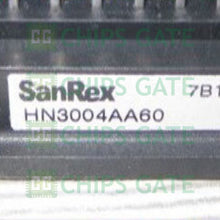 CHIPS GATE
SanRex 7B1
HN3004AA60
CHIPS GATE